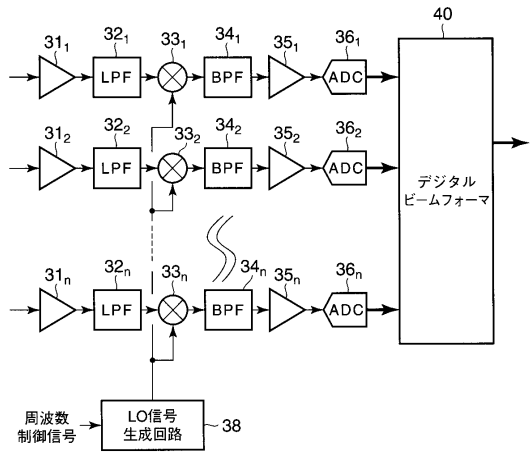 40
31₁ 32₁ 33₁ 34₁ 35₁ 36₁
LPF BPF ADC
31₂ 32₂ 33₂ 34₂ 35₂ 36₂
LPF BPF ADC
デジタル
ビームフォーマ
31ₙ 32ₙ 33ₙ 34ₙ 35ₙ 36ₙ
LPF BPF ADC
周波数
制御信号
LO信号
生成回路
38